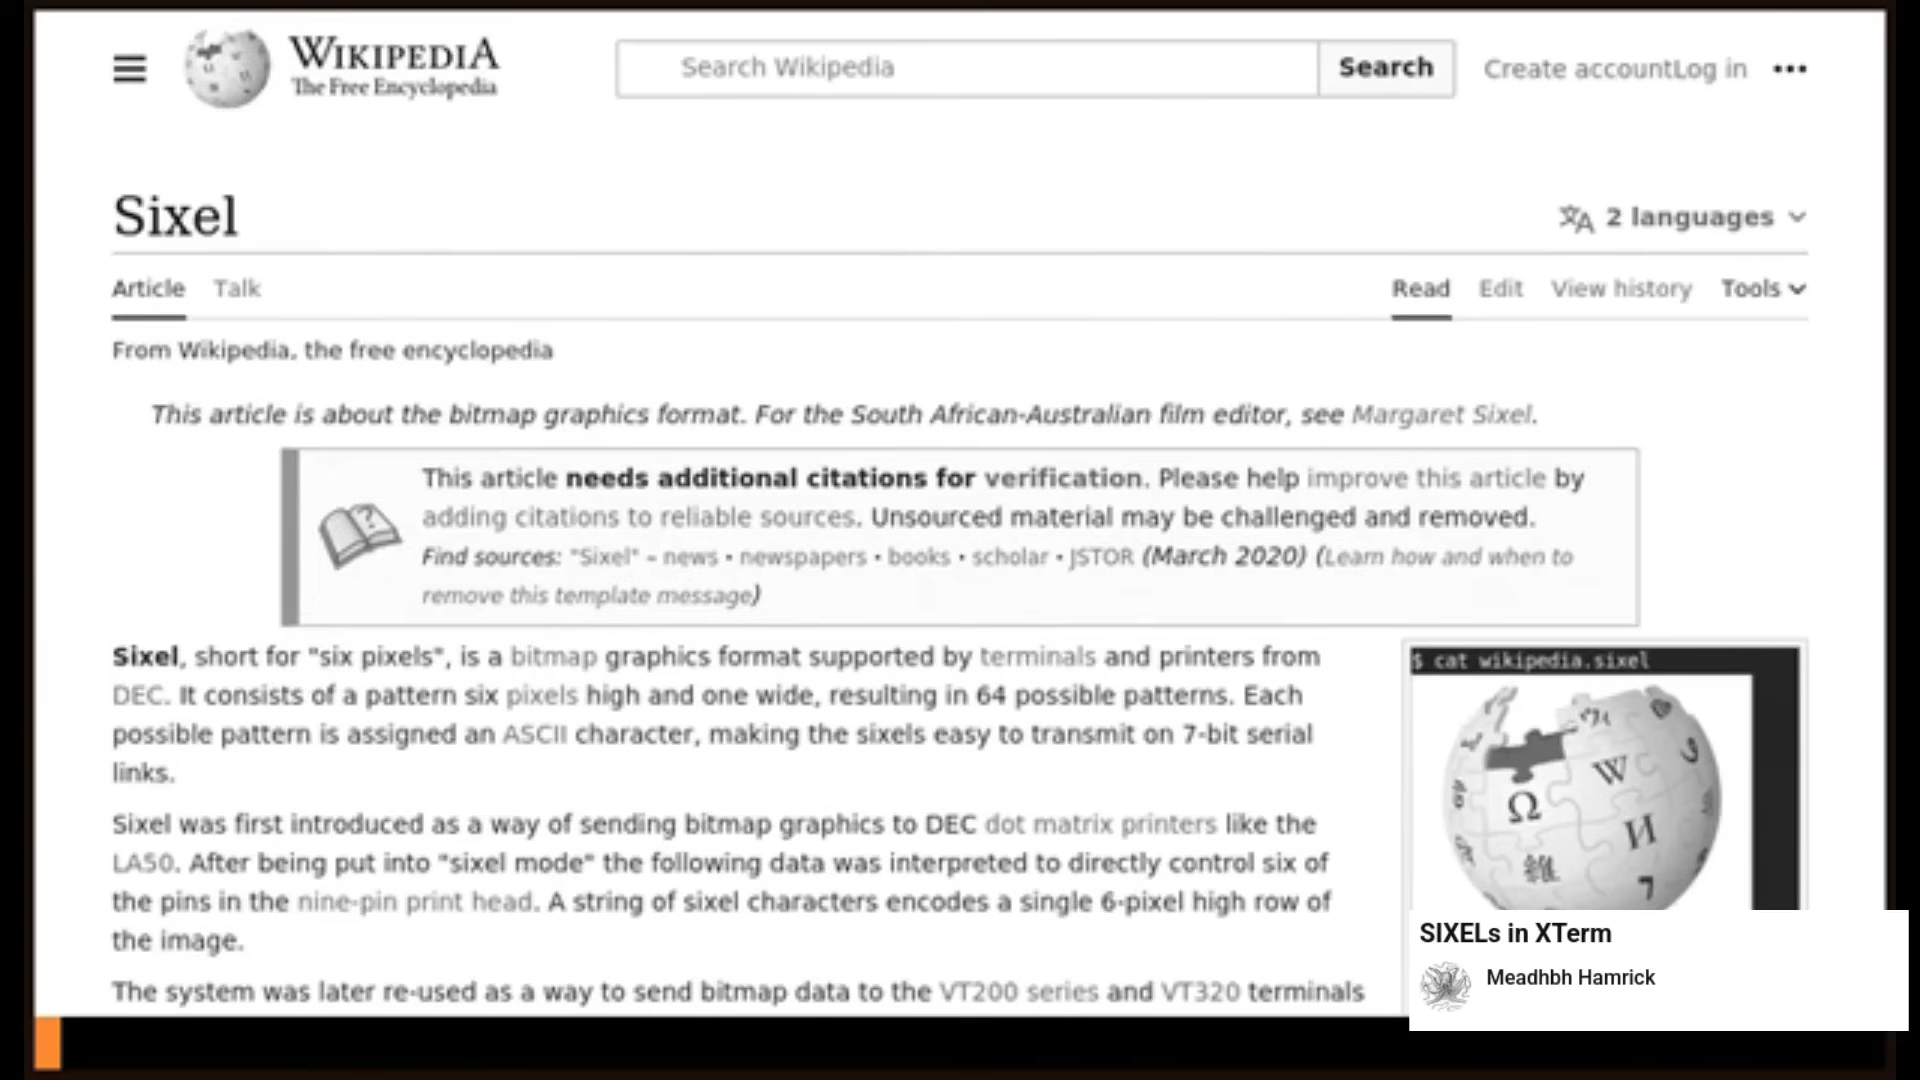 WIKIPEDIA
The Free Encyclopedia
Search Wikipedia
Search
Create accountLog in
Sixel
2 languages
Article Talk
Read Edit View history Tools
From Wikipedia, the free encyclopedia
This article is about the bitmap graphics format. For the South African-Australian film editor, see Margaret Sixel.
This article needs additional citations for verification. Please help improve this article by
adding citations to reliable sources. Unsourced material may be challenged and removed.
Find sources: "Sixel" – news • newspapers • books • scholar • JSTOR (March 2020) (Learn how and when to
remove this template message)
Sixel, short for "six pixels", is a bitmap graphics format supported by terminals and printers from
DEC. It consists of a pattern six pixels high and one wide, resulting in 64 possible patterns. Each
possible pattern is assigned an ASCII character, making the sixels easy to transmit on 7-bit serial
links.
Sixel was first introduced as a way of sending bitmap graphics to DEC dot matrix printers like the
LA50. After being put into "sixel mode" the following data was interpreted to directly control six of
the pins in the nine-pin print head. A string of sixel characters encodes a single 6-pixel high row of
the image.
The system was later re-used as a way to send bitmap data to the VT200 series and VT320 terminals
$ cat wikipedia.sixel
Ω W И 維
SIXELs in XTerm
Meadhbh Hamrick